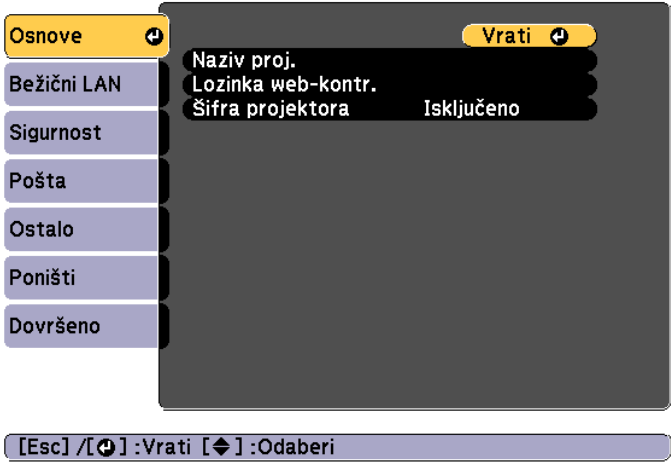 Osnove
Bežični LAN
Sigurnost
Pošta
Ostalo
Poništi
Dovršeno
Vrati
Naziv proj.
Lozinka web-kontr.
Šifra projektora Isključeno
[Esc] /[ ] :Vrati [ ] :Odaberi